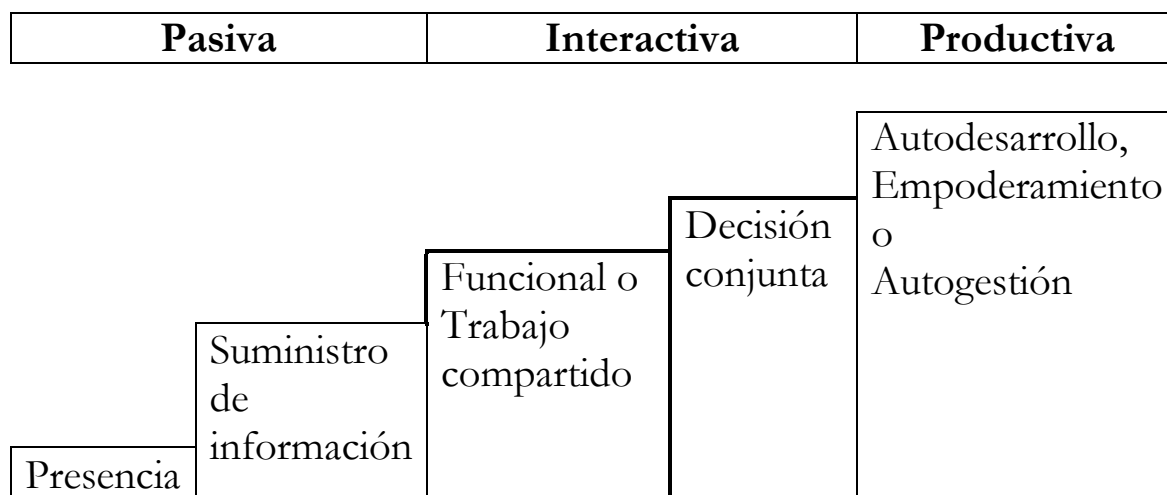 Pasiva
Interactiva
Productiva
Presencia
Suministro
de
información
Funcional o
Trabajo
compartido
Decisión
conjunta
Autodesarrollo,
Empoderamiento
o
Autogestión